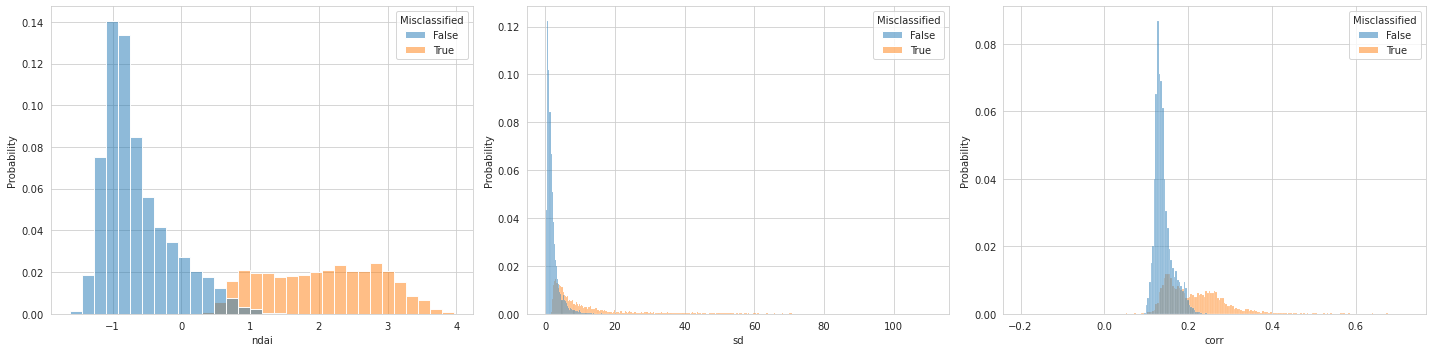 Misclassified
False
True
Probability
0.14
0.12
0.10
0.08
0.06
0.04
0.02
0.00
−1 0 1 2 3 4
ndai
Misclassified
False
True
Probability
0.12
0.10
0.08
0.06
0.04
0.02
0.00
0 20 40 60 80 100
sd
Misclassified
False
True
Probability
0.08
0.06
0.04
0.02
0.00
−0.2 0.0 0.2 0.4 0.6
corr